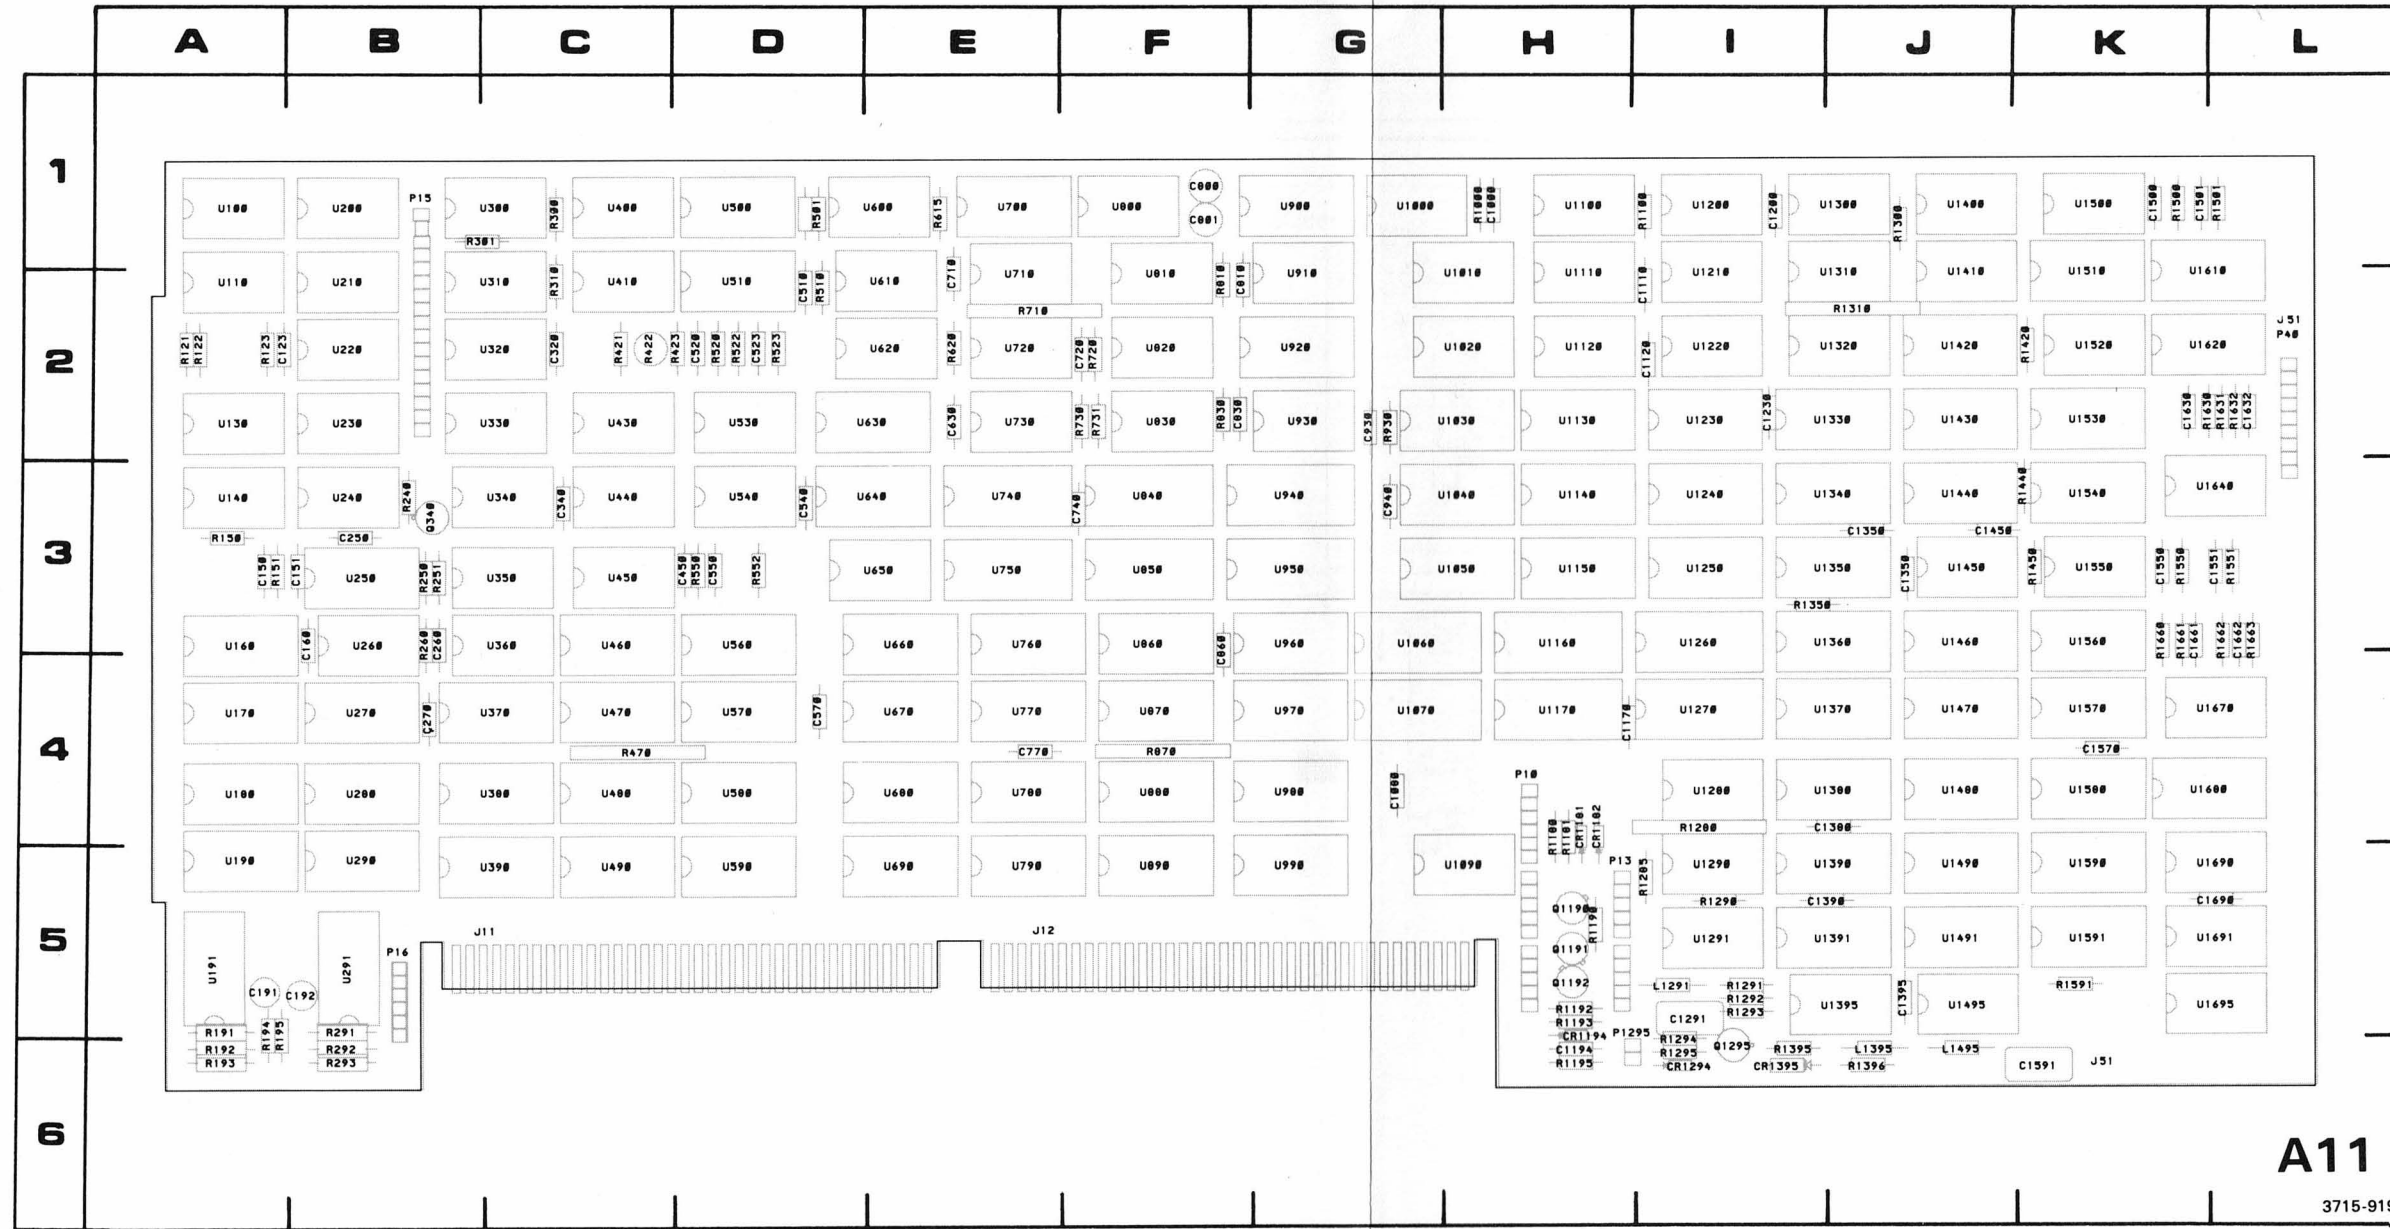 A B C D E F G H I J K L
1
U100 U200 P15 U300 R300 U400 U500 R501 U600 R615 U700 U800 C800 U900 U1000 R1000 C1000 U1100 R1100 U1200 C1200 U1300 R1300 U1400 U1500 C1500 R1500 C1501 R1501
C801
R301
U110 U210 U310 R310 U410 U510 C510 R510 U610 C710 U710 U810 R810 C810 U910 U1010 U1110 C1110 U1210 U1310 U1410 U1510 U1610
R710 R1310
J51
P40
2
R121 R122 R123 C123 U220 U320 C320 R421 R422 R423 C520 R520 R522 C523 R523 U620 R620 U720 C720 R720 U820 U920 U1020 U1120 C1120 U1220 U1320 U1420 R1420 U1520 U1620
U130 U230 U330 U430 U530 U630 C630 U730 R730 R731 U830 R830 C830 U930 C930 R930 U1030 U1130 U1230 C1230 U1330 U1430 U1530 C1630 R1630 R1631 R1632 C1632
U140 U240 R240 Q340 U340 C340 U440 U540 C540 U640 U740 C740 U840 U940 C940 U1040 U1140 U1240 U1340 U1440 R1440 U1540 U1640
R150 C250 C1350 C1450
3
C150 R151 C151 U250 R250 R251 U350 U450 C450 R550 C550 R552 U650 U750 U850 U950 U1050 U1150 U1250 U1350 C1350 U1450 R1450 U1550 C1550 R1550 C1551 R1551
R1350
U160 C160 U260 R260 C260 U360 U460 U560 U660 U760 U860 C860 U960 U1060 U1160 U1260 U1360 U1460 U1560 R1660 R1661 C1661 R1662 C1662 R1663
U170 U270 C270 U370 U470 U570 C570 U670 U770 U870 U970 U1070 U1170 C1170 U1270 U1370 U1470 U1570 U1670
4
R470 C770 R870 C1570
P10
U180 U280 U380 U480 U580 U680 U780 U880 U980 C1080 U1280 U1380 U1480 U1580 U1680
R1180 R1181 CR1181 CR1182 R1280 C1380
P13
U190 U290 U390 U490 U590 U690 U790 U890 U990 U1090 R1285 U1290 U1390 U1490 U1590 U1690
R1290 C1390 C1690
5
Q1190 R1190
J11 J12
U191 U291 P16 Q1191 U1291 U1391 U1491 U1591 U1691
C191 C192 Q1192 L1291 R1291 C1395 R1591
R1292
R1192 R1293 U1395 U1495 U1695
R1193 C1291
R191 R194 R195 R291 CR1194 P1295 R1294 Q1295
R192 R292 C1194 R1295 R1395 L1395 L1495
R193 R293 R1195 CR1294 CR1395 R1396 C1591 J51
6
A11
3715-919